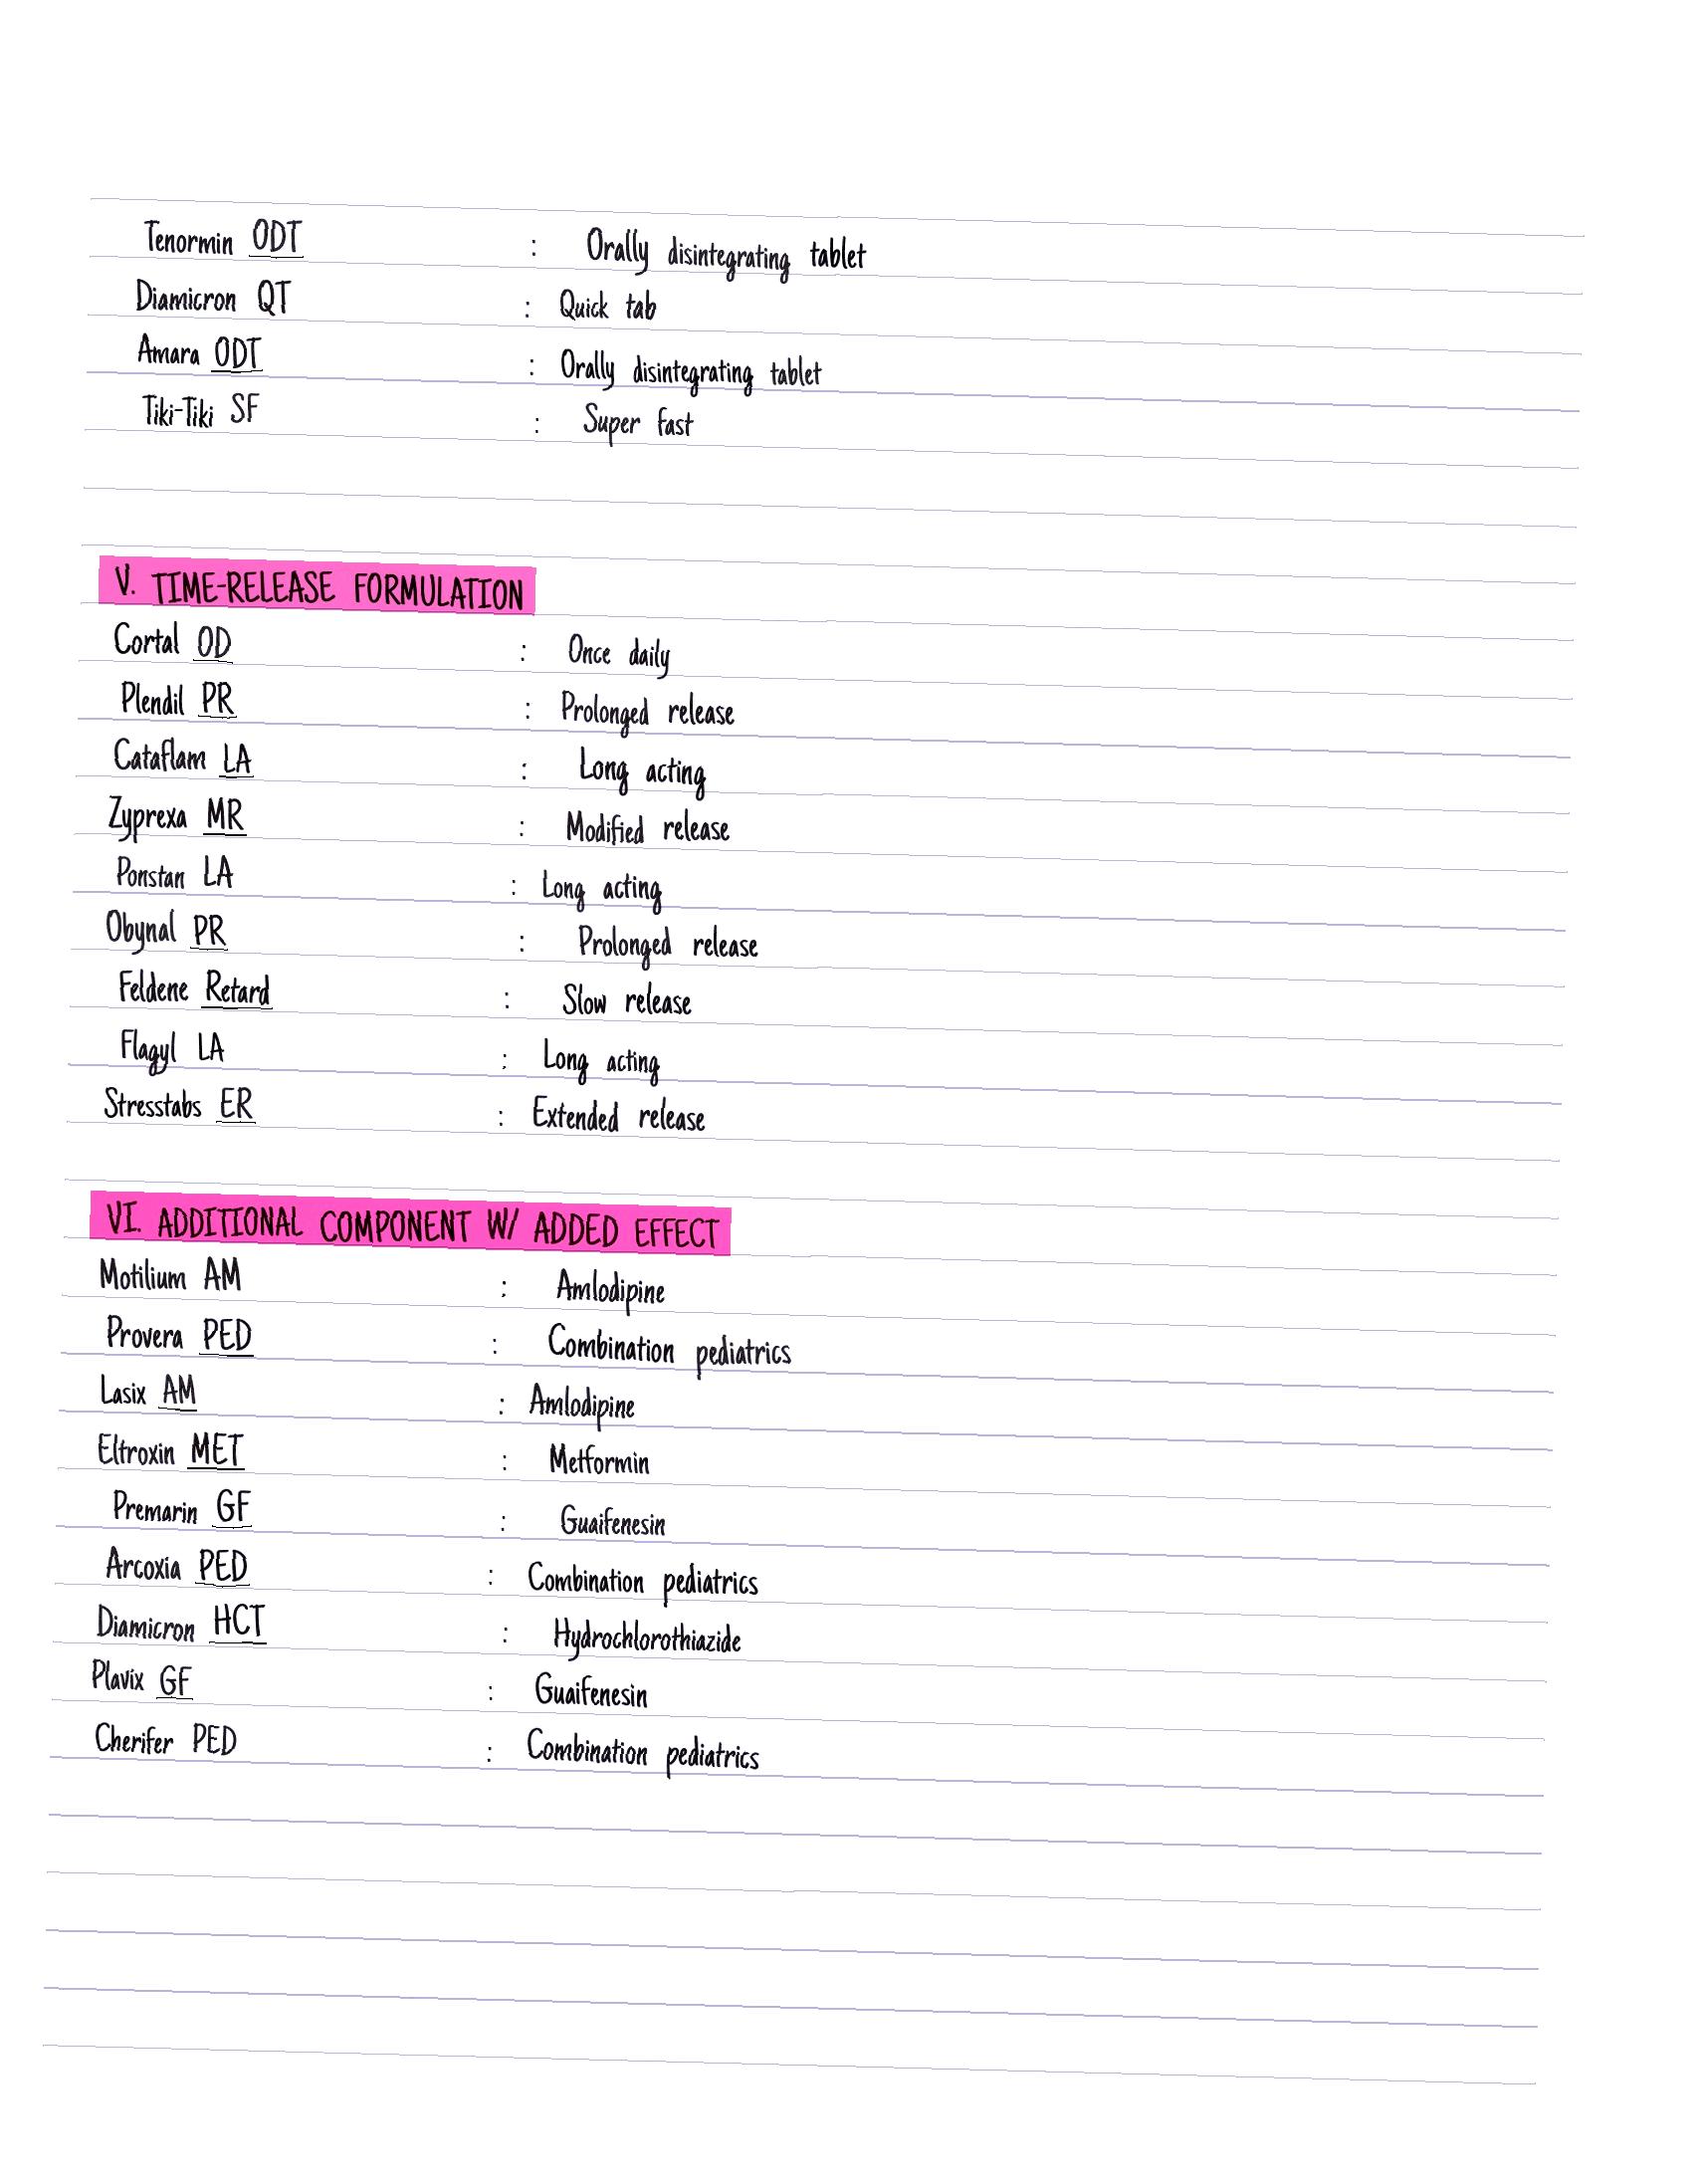 Tenormin ODT : Orally disintegrating tablet
Diamicron QT : Quick tab
Amara ODT : Orally disintegrating tablet
Tiki-Tiki SF : Super fast
V. TIME-RELEASE FORMULATION
Cortal OD : Once daily
Plendil PR : Prolonged release
Cataflam LA : Long acting
Zyprexa MR : Modified release
Ponstan LA : Long acting
Obynal PR : Prolonged release
Feldene Retard : Slow release
Flagyl LA : Long acting
Stresstabs ER : Extended release
VI. ADDITIONAL COMPONENT W/ ADDED EFFECT
Motilium AM : Amlodipine
Provera PED : Combination pediatrics
Lasix AM : Amlodipine
Eltroxin MET : Metformin
Premarin GF : Guaifenesin
Arcoxia PED : Combination pediatrics
Diamicron HCT : Hydrochlorothiazide
Plavix GF : Guaifenesin
Cherifer PED : Combination pediatrics